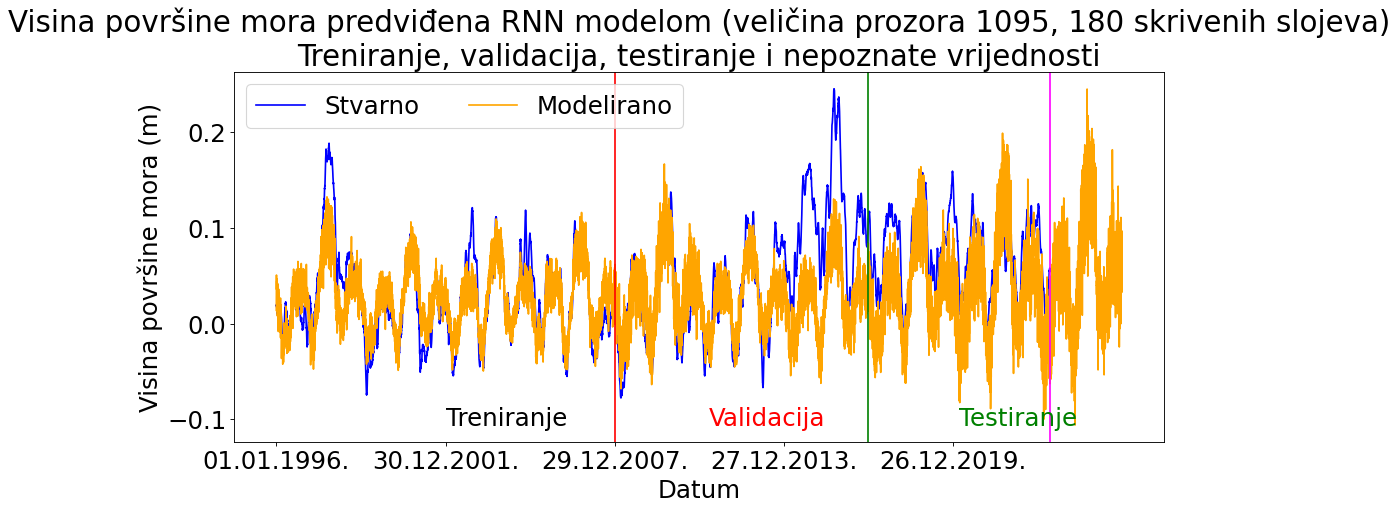 Visina površine mora predviđena RNN modelom (veličina prozora 1095, 180 skrivenih slojeva)
Treniranje, validacija, testiranje i nepoznate vrijednosti
Stvarno
Modelirano
Visina površine mora (m)
0.2
0.1
0.0
−0.1
Treniranje
Validacija
Testiranje
01.01.1996.
30.12.2001.
29.12.2007.
27.12.2013.
26.12.2019.
Datum